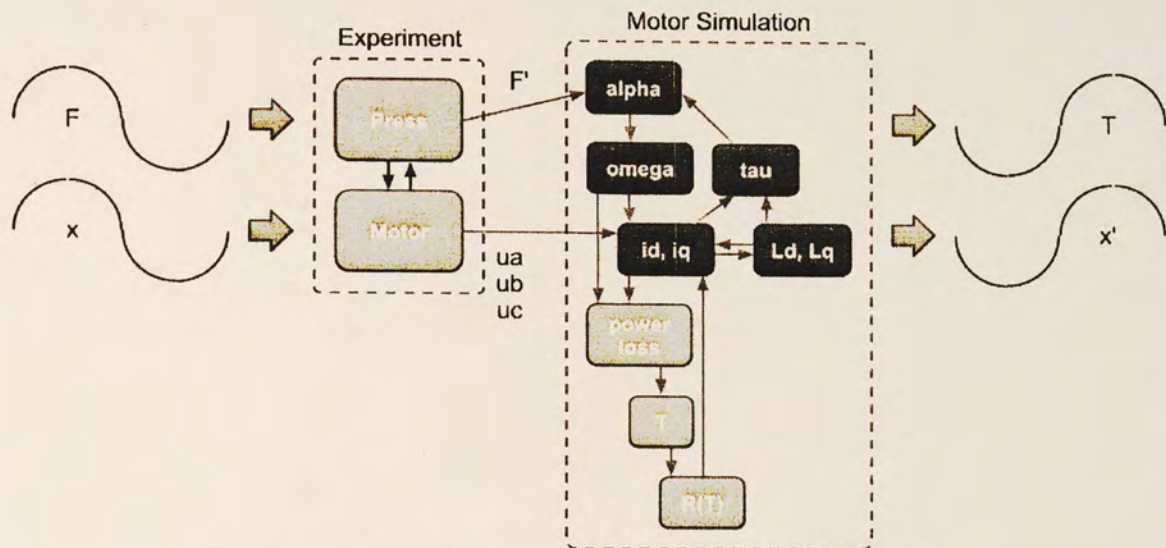 Motor Simulation
Experiment
F'
F
Press
alpha
T
omega
tau
x
Motor
x'
id, iq
Ld, Lq
ua
ub
uc
power
loss
T
R(T)